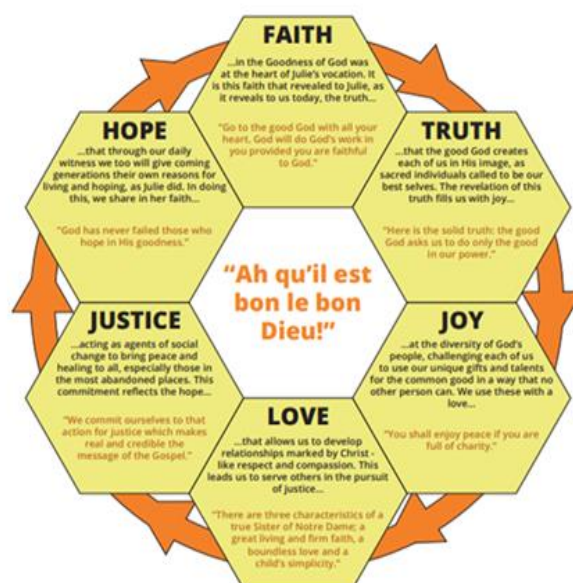 FAITH
...in the Goodness of God was
at the heart of Julie's vocation. It
is this faith that revealed to Julie, as
it reveals to us today, the truth...
"Go to the good God with all your
heart, God will do God's work in
you provided you are faithful
to God."
TRUTH
...that the good God creates
each of us in His image, as
sacred individuals called to be our
best selves. The revelation of this
truth fills us with joy...
"Here is the solid truth: the good
God asks us to do only the good
in our power."
JOY
...at the diversity of God's
people, challenging each of us
to use our unique gifts and talents
for the common good in a way that no
other person can. We use these with a
love...
"You shall enjoy peace if you are
full of charity."
LOVE
...that allows us to develop
relationships marked by Christ -
like respect and compassion. This
leads us to serve others in the pursuit
of justice...
"There are three characteristics of a
true Sister of Notre Dame; a
great living and firm faith, a
boundless love and a
child's simplicity."
JUSTICE
...acting as agents of social
change to bring peace and
healing to all, especially those in
the most abandoned places. This
commitment reflects the hope...
"We commit ourselves to that
action for justice which makes
real and credible the
message of the Gospel."
HOPE
...that through our daily
witness we too will give coming
generations their own reasons for
living and hoping, as Julie did. In doing
this, we share in her faith...
"God has never failed those who
hope in His goodness."
"Ah qu'il est
bon le bon
Dieu!"